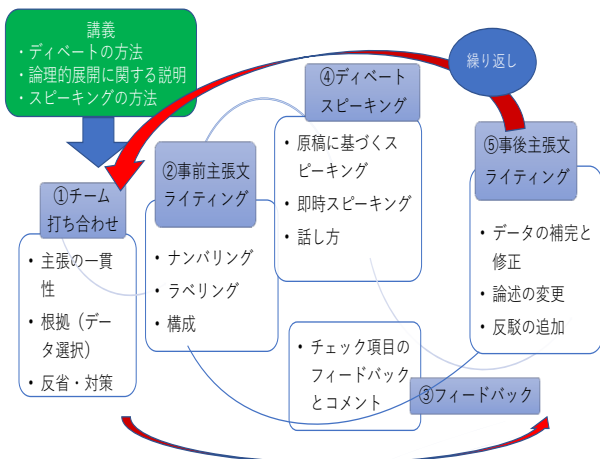 講義
・ディベートの方法
・論理的展開に関する説明
・スピーキングの方法
繰り返し
①チーム
打ち合わせ
• 主張の一貫
性
• 根拠（デー
タ選択）
• 反省・対策
②事前主張文
ライティング
• ナンバリング
• ラベリング
• 構成
④ディベート
スピーキング
• 原稿に基づくス
ピーキング
• 即時スピーキング
• 話し方
• チェック項目の
フィードバック
とコメント
③フィードバック
⑤事後主張文
ライティング
• データの補完と
修正
• 論述の変更
• 反駁の追加